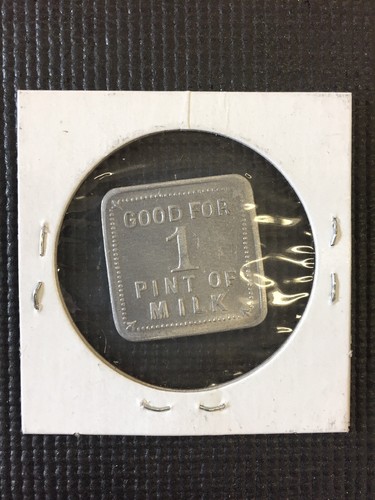 GOOD FOR
1
PINT OF
MILK